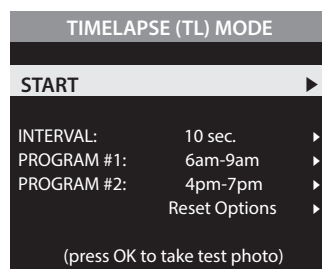 TIMELAPSE (TL) MODE
START
INTERVAL: 10 sec.
PROGRAM #1: 6am-9am
PROGRAM #2: 4pm-7pm
Reset Options
(press OK to take test photo)